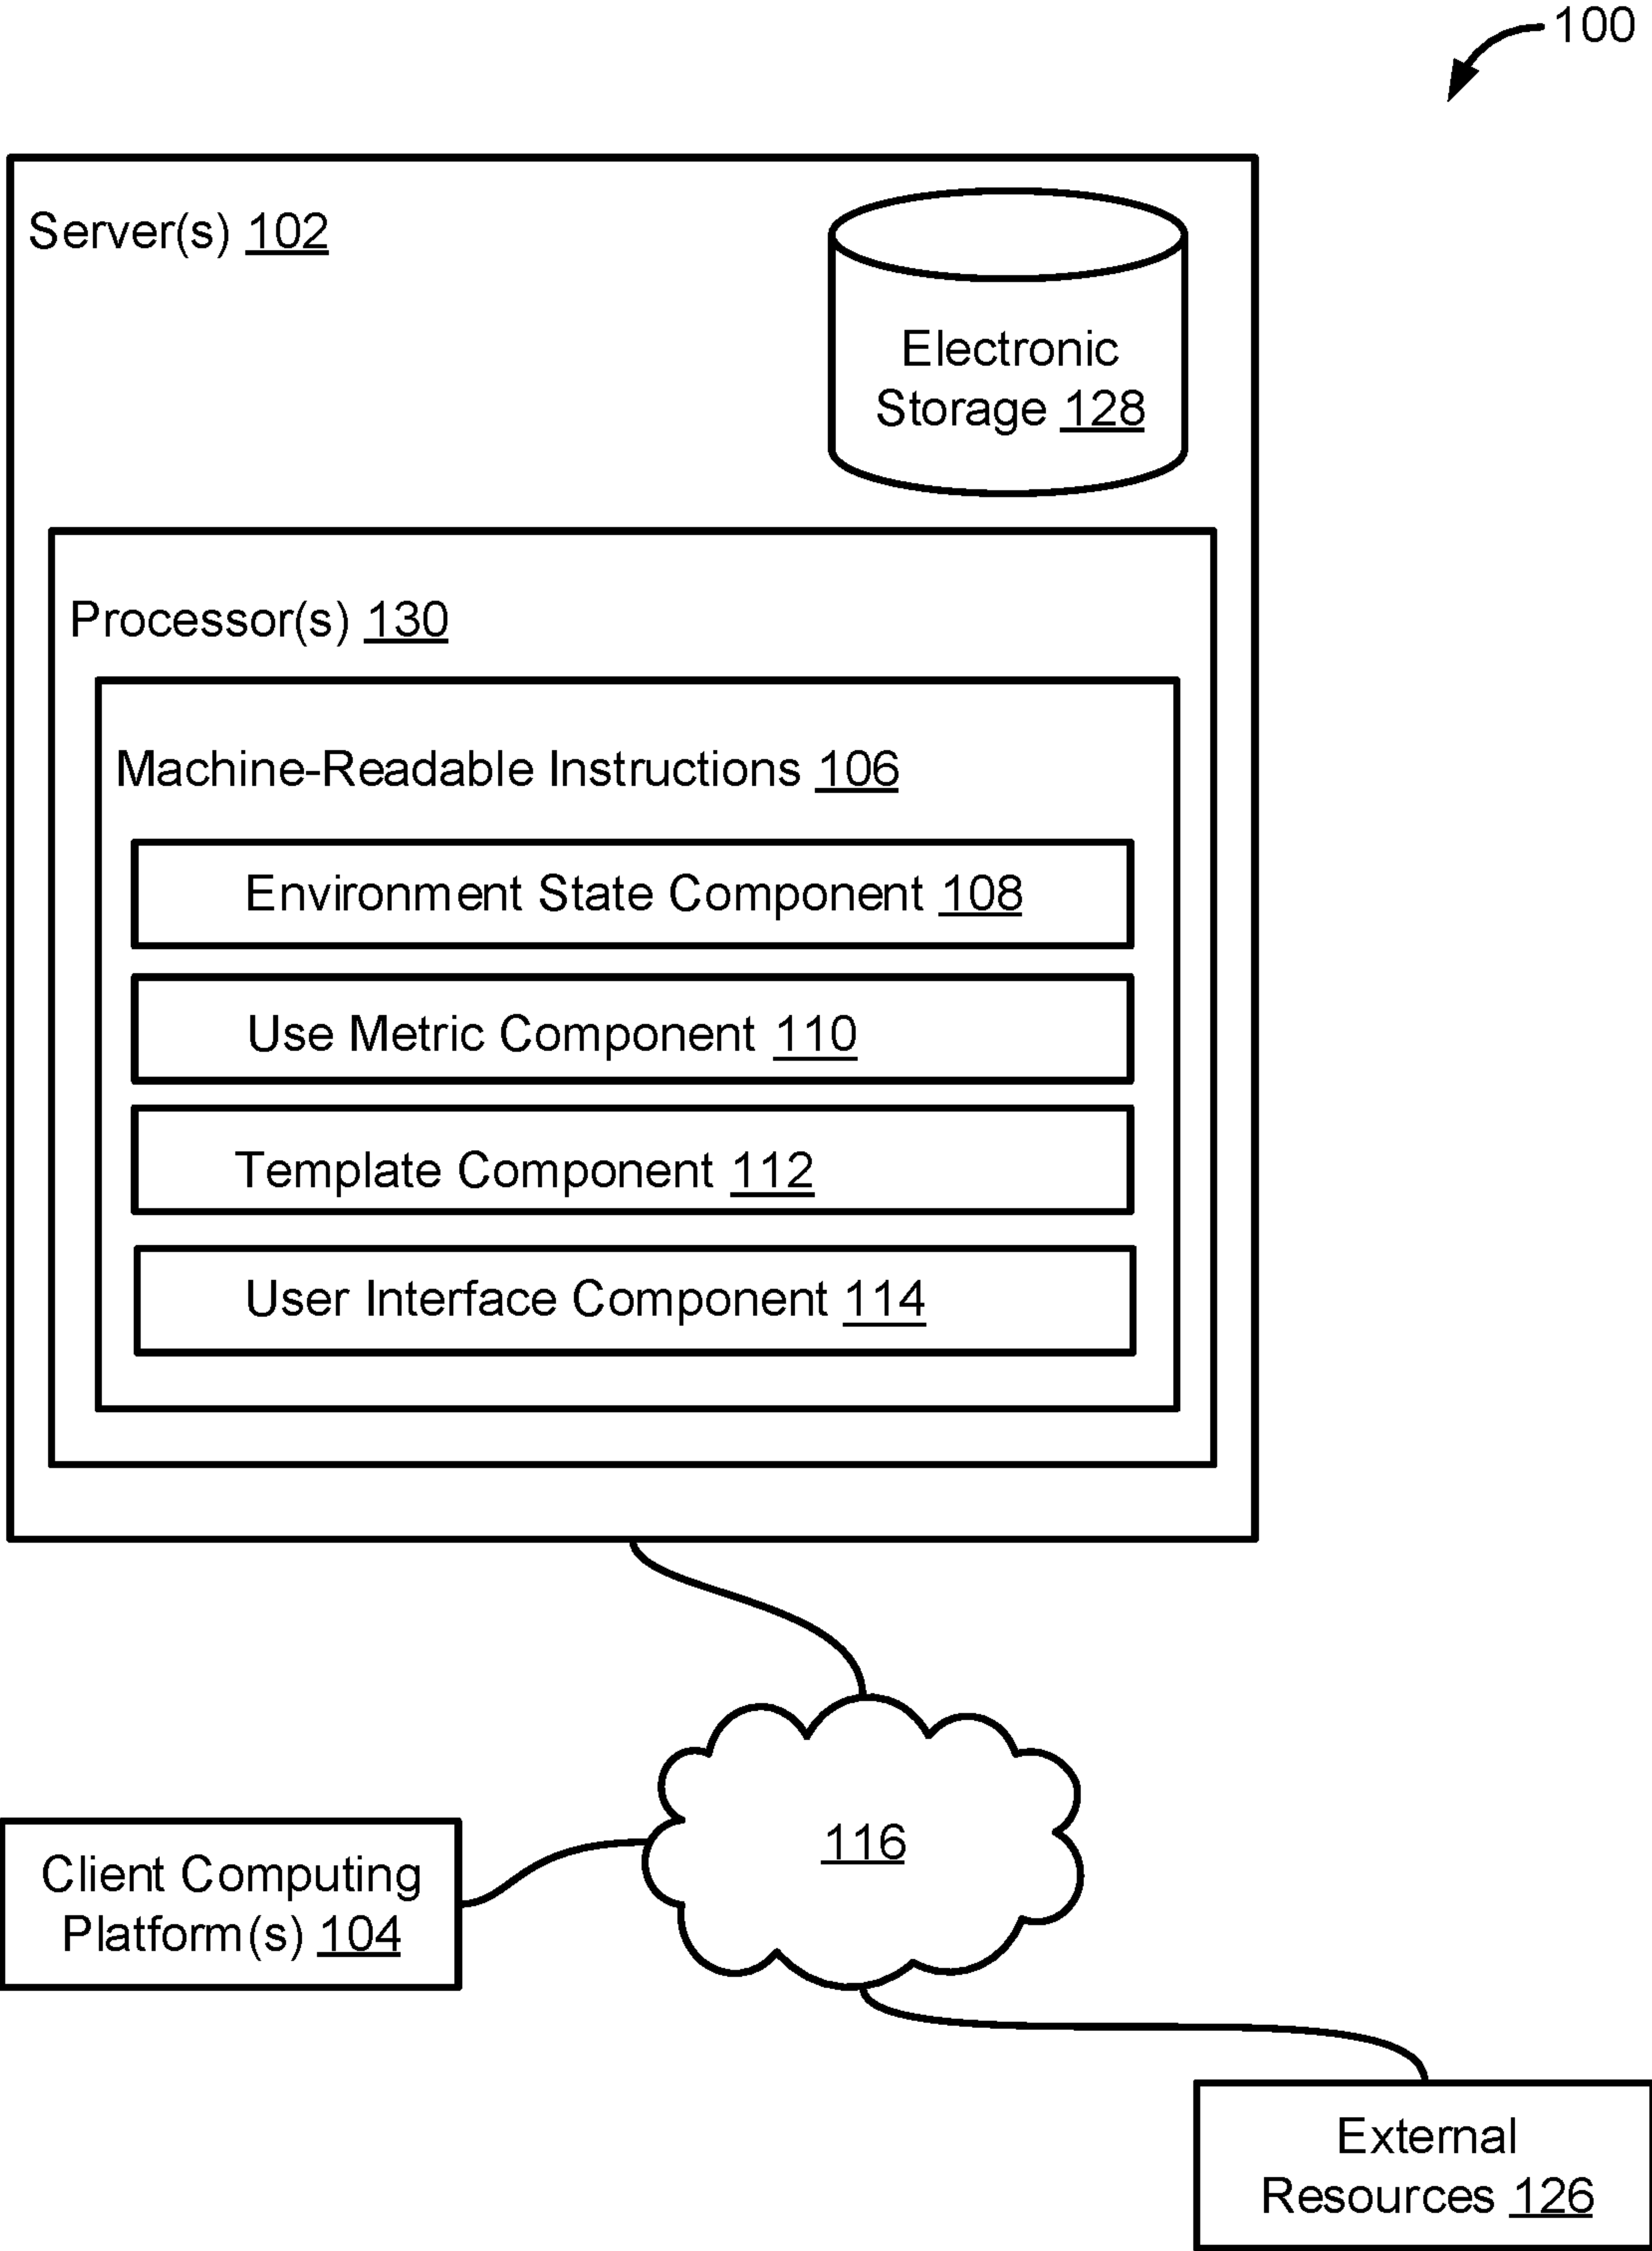 100
Server(s) 102
Electronic
Storage 128
Processor(s) 130
Machine-Readable Instructions 106
Environment State Component 108
Use Metric Component 110
Template Component 112
User Interface Component 114
116
Client Computing
Platform(s) 104
External
Resources 126